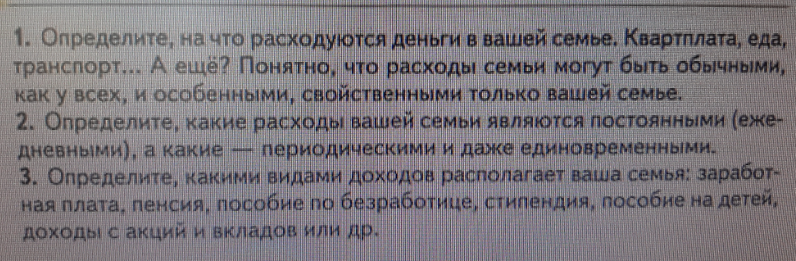 1. Определите, на что расходуются деньги в вашей семье. Квартплата, еда,
транспорт... А ещё? Понятно, что расходы семьи могут быть обычными,
как у всех, и особенными, свойственными только вашей семье.
2. Определите, какие расходы вашей семьи являются постоянными (еже-
дневными), а какие — периодическими и даже единовременными.
3. Определите, какими видами доходов располагает ваша семья: заработ-
ная плата, пенсия, пособие по безработице, стипендия, пособие на детей,
доходы с акций и вкладов или др.